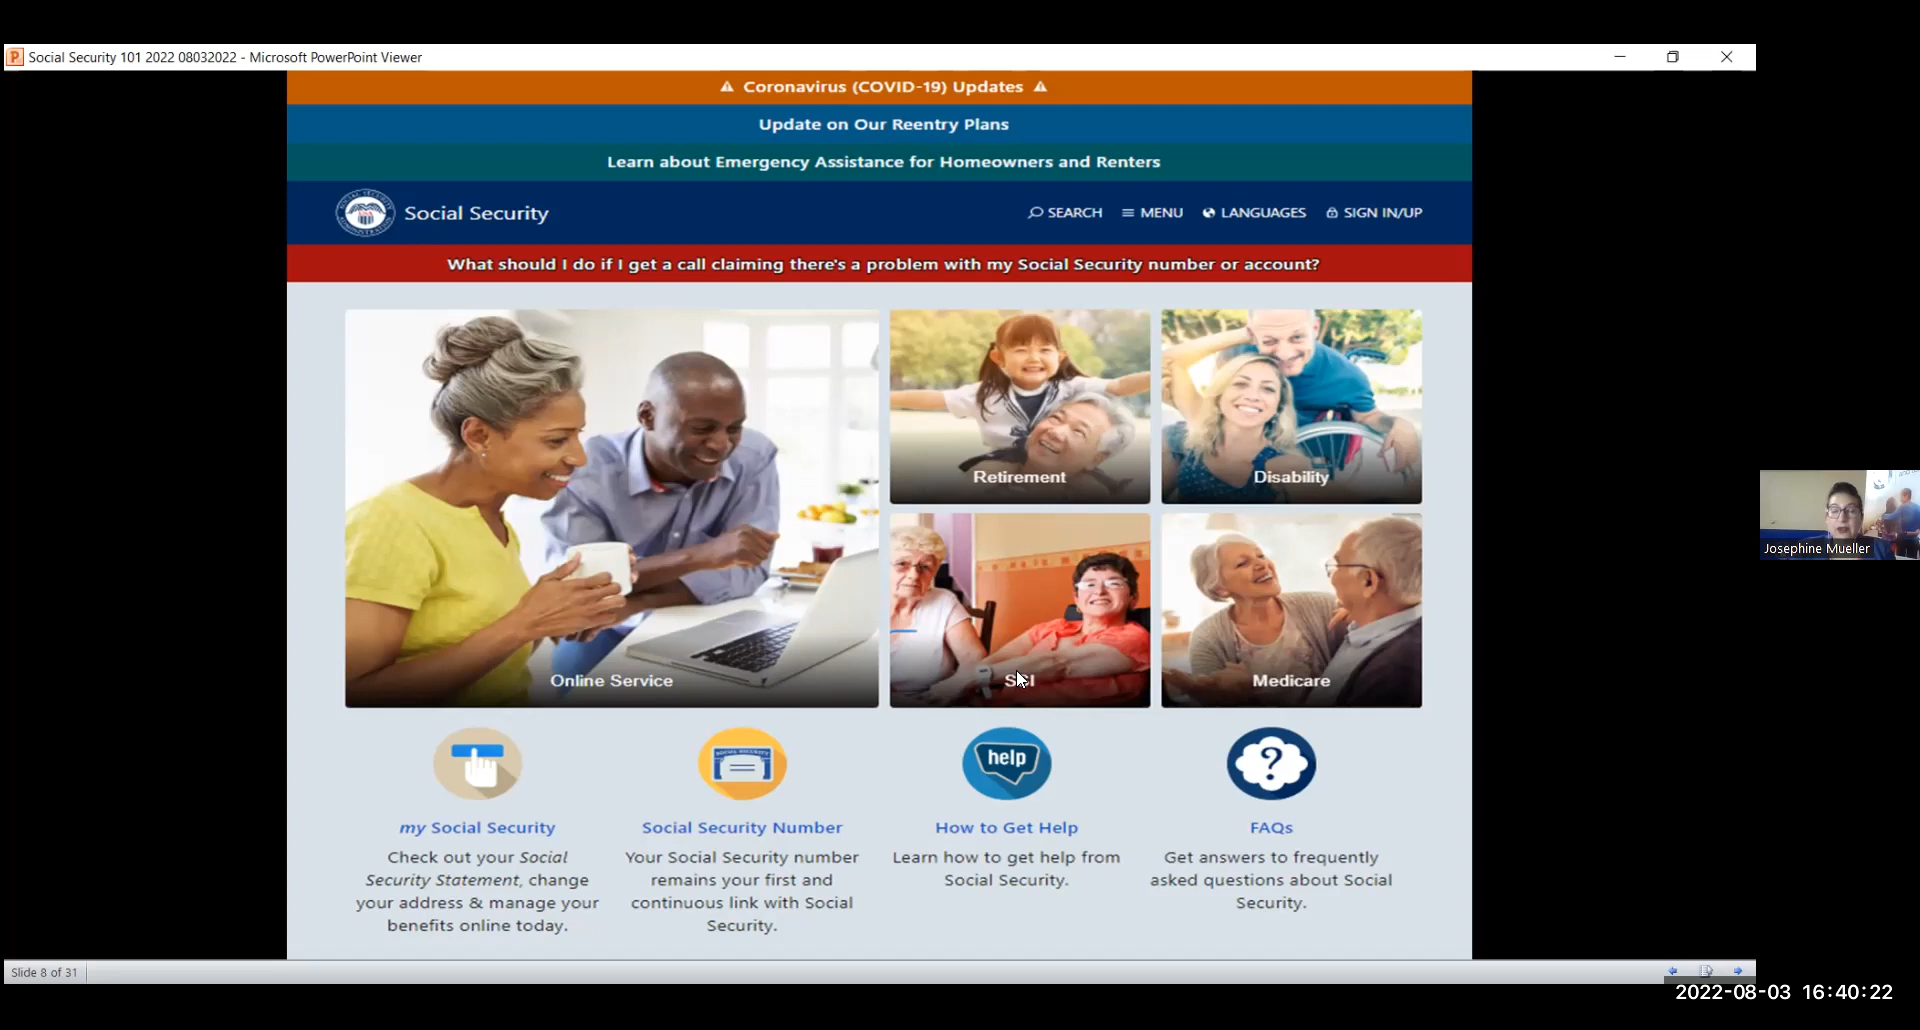 Social Security 101 2022 08032022 - Microsoft PowerPoint Viewer
Coronavirus (COVID-19) Updates
Update on Our Reentry Plans
Learn about Emergency Assistance for Homeowners and Renters
Social Security
SEARCH
MENU
LANGUAGES
SIGN IN/UP
What should I do if I get a call claiming there's a problem with my Social Security number or account?
Online Service
Retirement
Disability
SSI
Medicare
help
?
my Social Security
Check out your Social
Security Statement, change
your address & manage your
benefits online today.
Social Security Number
Your Social Security number
remains your first and
continuous link with Social
Security.
How to Get Help
Learn how to get help from
Social Security.
FAQs
Get answers to frequently
asked questions about Social
Security.
Josephine Mueller
Slide 8 of 31
2022-08-03 16:40:22